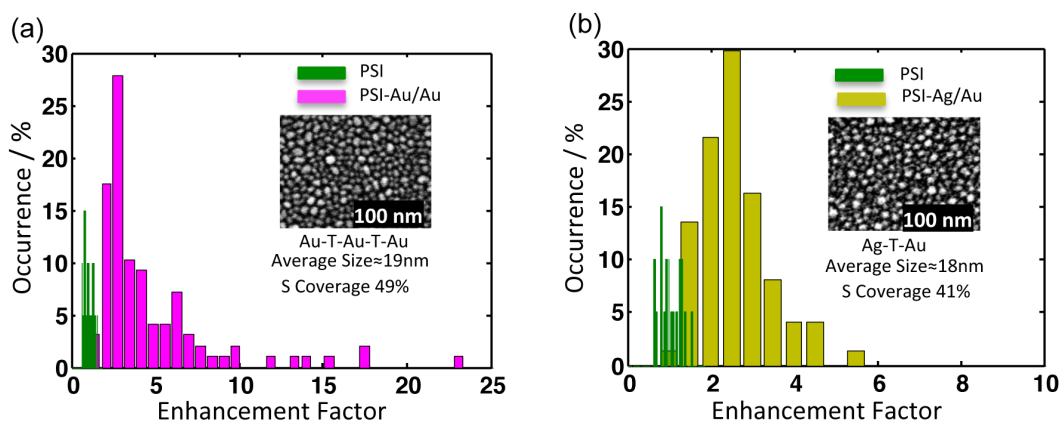 (a)
30
25
20
15
10
5
0
Occurrence / %
PSI
PSI-Au/Au
100 nm
Au-T-Au-T-Au
Average Size≈19nm
S Coverage 49%
0 5 10 15 20 25
Enhancement Factor
(b)
30
25
20
15
10
5
0
Occurrence / %
PSI
PSI-Ag/Au
100 nm
Ag-T-Au
Average Size≈18nm
S Coverage 41%
0 2 4 6 8 10
Enhancement Factor